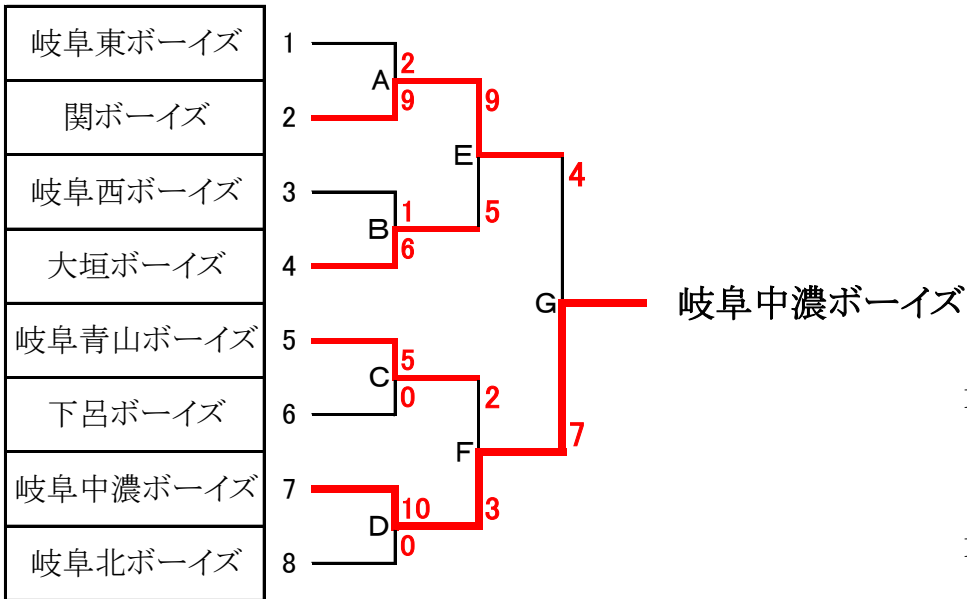 岐阜東ボーイズ 1
2
A
関ボーイズ 2
9
9
E
岐阜西ボーイズ 3
1
5
4
B
大垣ボーイズ 4
6
G
岐阜中濃ボーイズ
岐阜青山ボーイズ 5
5
C
下呂ボーイズ 6
0
2
F
7
岐阜中濃ボーイズ 7
10
3
D
岐阜北ボーイズ 8
0